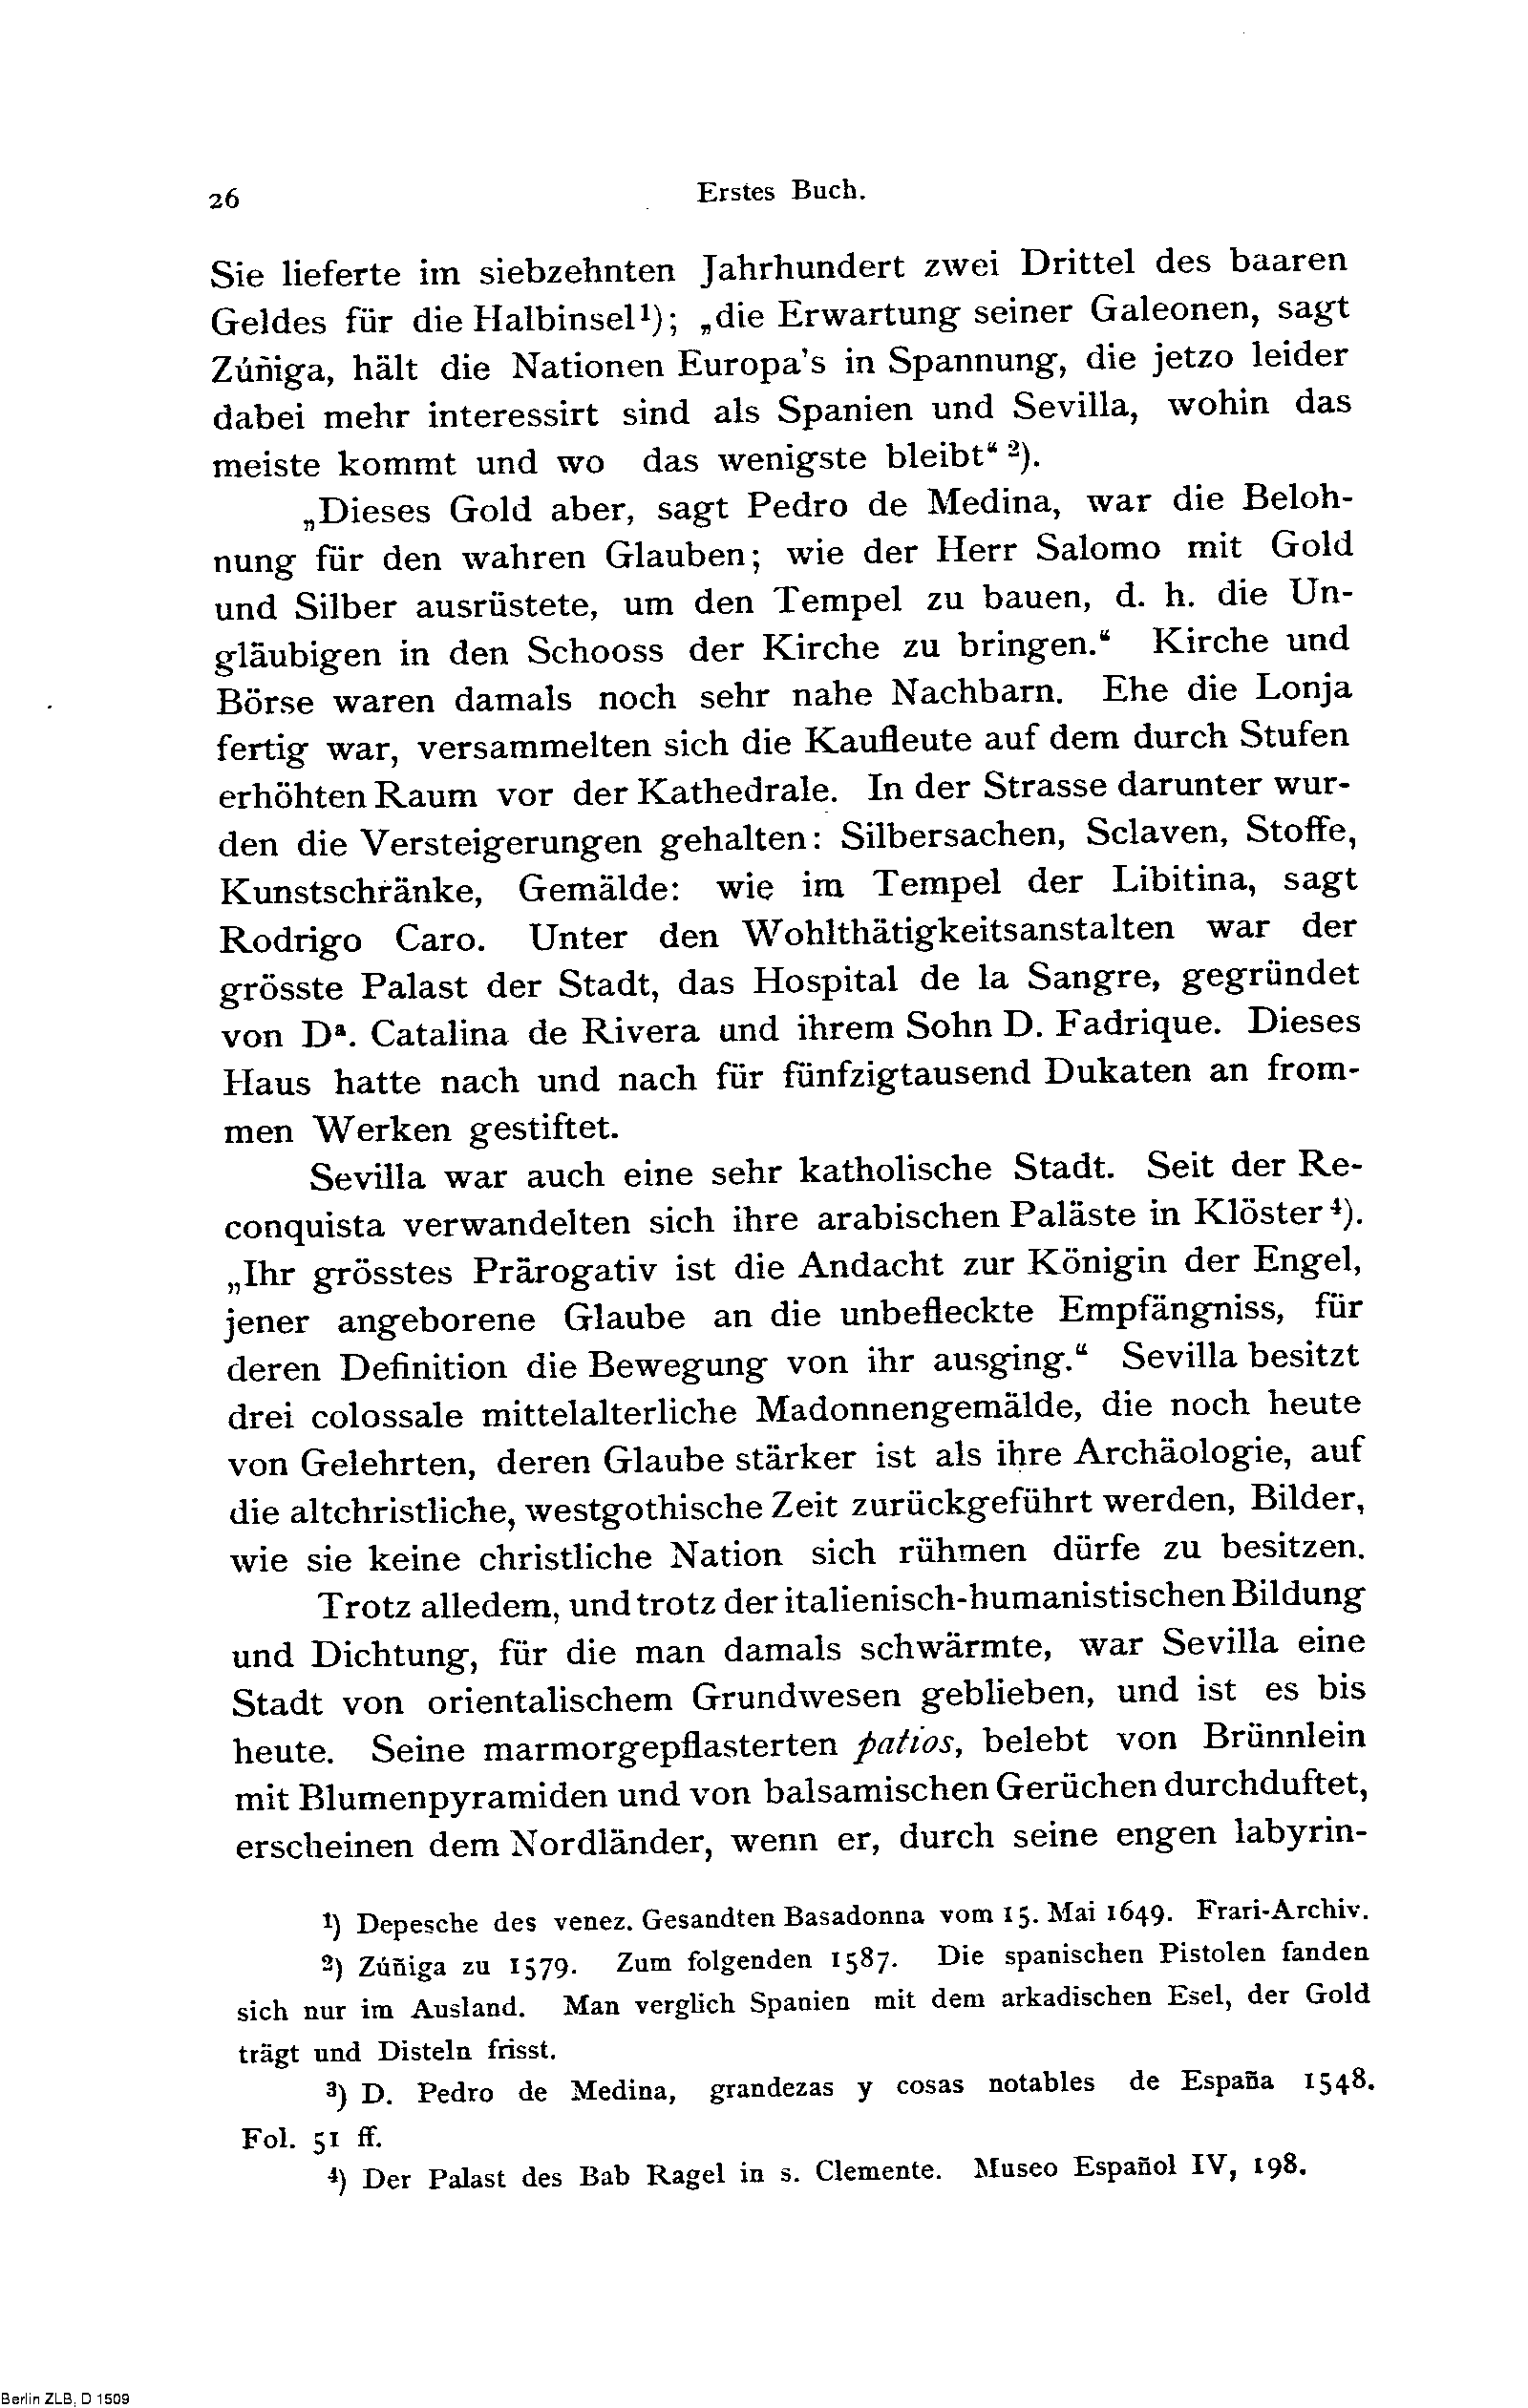 26
Erstes Buch.
Sie lieferte im siebzehnten Jahrhundert zwei Drittel des baaren
Geldes für die Halbinsel¹); „die Erwartung seiner Galeonen, sagt
Zúñiga, hält die Nationen Europa's in Spannung, die jetzo leider
dabei mehr interessirt sind als Spanien und Sevilla, wohin das
meiste kommt und wo das wenigste bleibt“ ²).
„Dieses Gold aber, sagt Pedro de Medina, war die Beloh-
nung für den wahren Glauben; wie der Herr Salomo mit Gold
und Silber ausrüstete, um den Tempel zu bauen, d. h. die Un-
gläubigen in den Schooss der Kirche zu bringen.“ Kirche und
Börse waren damals noch sehr nahe Nachbarn. Ehe die Lonja
fertig war, versammelten sich die Kaufleute auf dem durch Stufen
erhöhten Raum vor der Kathedrale. In der Strasse darunter wur-
den die Versteigerungen gehalten: Silbersachen, Sclaven, Stoffe,
Kunstschränke, Gemälde: wie im Tempel der Libitina, sagt
Rodrigo Caro. Unter den Wohlthätigkeitsanstalten war der
grösste Palast der Stadt, das Hospital de la Sangre, gegründet
von Dª. Catalina de Rivera und ihrem Sohn D. Fadrique. Dieses
Haus hatte nach und nach für fünfzigtausend Dukaten an from-
men Werken gestiftet.
Sevilla war auch eine sehr katholische Stadt. Seit der Re-
conquista verwandelten sich ihre arabischen Paläste in Klöster ⁴).
„Ihr grösstes Prärogativ ist die Andacht zur Königin der Engel,
jener angeborene Glaube an die unbefleckte Empfängniss, für
deren Definition die Bewegung von ihr ausging.“ Sevilla besitzt
drei colossale mittelalterliche Madonnengemälde, die noch heute
von Gelehrten, deren Glaube stärker ist als ihre Archäologie, auf
die altchristliche, westgothische Zeit zurückgeführt werden, Bilder,
wie sie keine christliche Nation sich rühmen dürfe zu besitzen.
Trotz alledem, und trotz der italienisch-humanistischen Bildung
und Dichtung, für die man damals schwärmte, war Sevilla eine
Stadt von orientalischem Grundwesen geblieben, und ist es bis
heute. Seine marmorgepflasterten patios, belebt von Brünnlein
mit Blumenpyramiden und von balsamischen Gerüchen durchduftet,
erscheinen dem Nordländer, wenn er, durch seine engen labyrin-
¹) Depesche des venez. Gesandten Basadonna vom 15. Mai 1649. Frari-Archiv.
²) Zúñiga zu 1579. Zum folgenden 1587. Die spanischen Pistolen fanden
sich nur im Ausland. Man verglich Spanien mit dem arkadischen Esel, der Gold
trägt und Disteln frisst.
³) D. Pedro de Medina, grandezas y cosas notables de España 1548.
Fol. 51 ff.
⁴) Der Palast des Bab Ragel in s. Clemente. Museo Español IV, 198.
Berlin ZLB, D 1509